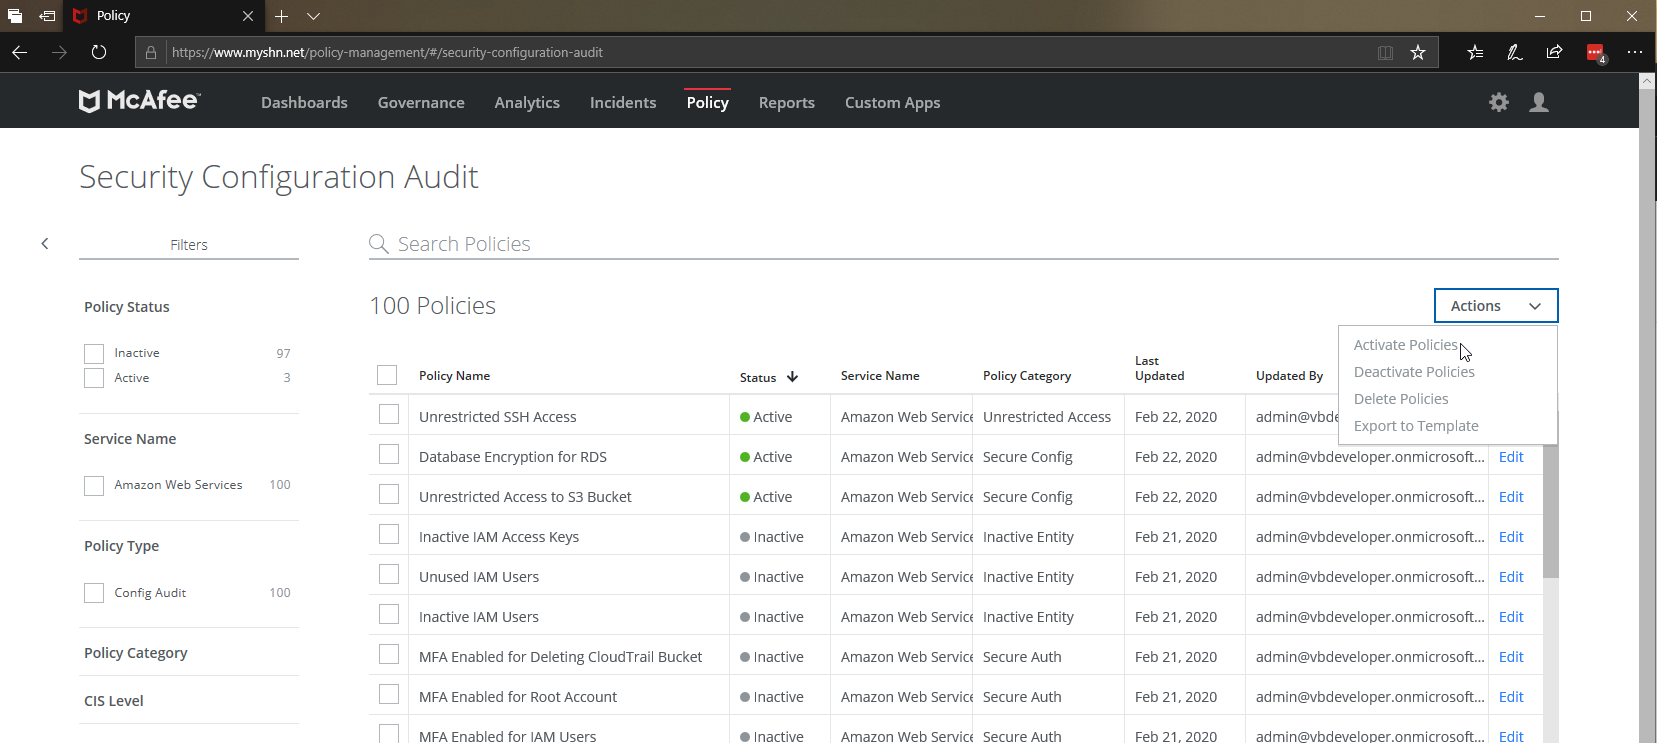 Policy
https://www.myshn.net/policy-management/#/security-configuration-audit
4
McAfee™
Dashboards Governance Analytics Incidents Policy Reports Custom Apps
Security Configuration Audit
Filters
Search Policies
Policy Status
Inactive 97
Active 3
Service Name
Amazon Web Services 100
Policy Type
Config Audit 100
Policy Category
CIS Level
100 Policies
Actions
Activate Policies
Deactivate Policies
Delete Policies
Export to Template
Policy Name Status Service Name Policy Category Last Updated Updated By
Unrestricted SSH Access Active Amazon Web Service Unrestricted Access Feb 22, 2020 admin@vbde
Database Encryption for RDS Active Amazon Web Service Secure Config Feb 22, 2020 admin@vbdeveloper.onmicrosoft... Edit
Unrestricted Access to S3 Bucket Active Amazon Web Service Secure Config Feb 22, 2020 admin@vbdeveloper.onmicrosoft... Edit
Inactive IAM Access Keys Inactive Amazon Web Service Inactive Entity Feb 21, 2020 admin@vbdeveloper.onmicrosoft... Edit
Unused IAM Users Inactive Amazon Web Service Inactive Entity Feb 21, 2020 admin@vbdeveloper.onmicrosoft... Edit
Inactive IAM Users Inactive Amazon Web Service Inactive Entity Feb 21, 2020 admin@vbdeveloper.onmicrosoft... Edit
MFA Enabled for Deleting CloudTrail Bucket Inactive Amazon Web Service Secure Auth Feb 21, 2020 admin@vbdeveloper.onmicrosoft... Edit
MFA Enabled for Root Account Inactive Amazon Web Service Secure Auth Feb 21, 2020 admin@vbdeveloper.onmicrosoft... Edit
MFA Enabled for IAM Users Inactive Amazon Web Service Secure Auth Feb 21, 2020 admin@vbdeveloper.onmicrosoft... Edit